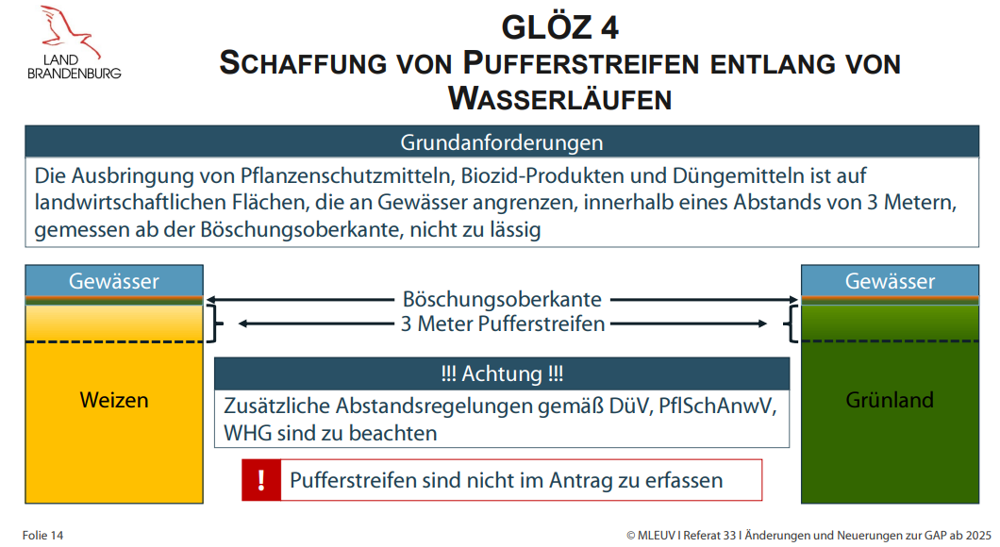 LAND
BRANDENBURG
GLÖZ 4
SCHAFFUNG VON PUFFERSTREIFEN ENTLANG VON
WASSERLÄUFEN
Grundanforderungen
Die Ausbringung von Pflanzenschutzmitteln, Biozid-Produkten und Düngemitteln ist auf
landwirtschaftlichen Flächen, die an Gewässer angrenzen, innerhalb eines Abstands von 3 Metern,
gemessen ab der Böschungsoberkante, nicht zu lässig
Gewässer
Gewässer
Böschungsoberkante
3 Meter Pufferstreifen
!!! Achtung !!!
Weizen
Zusätzliche Abstandsregelungen gemäß DüV, PflSchAnwV,
WHG sind zu beachten
Grünland
! Pufferstreifen sind nicht im Antrag zu erfassen
Folie 14
© MLEUV I Referat 33 I Änderungen und Neuerungen zur GAP ab 2025